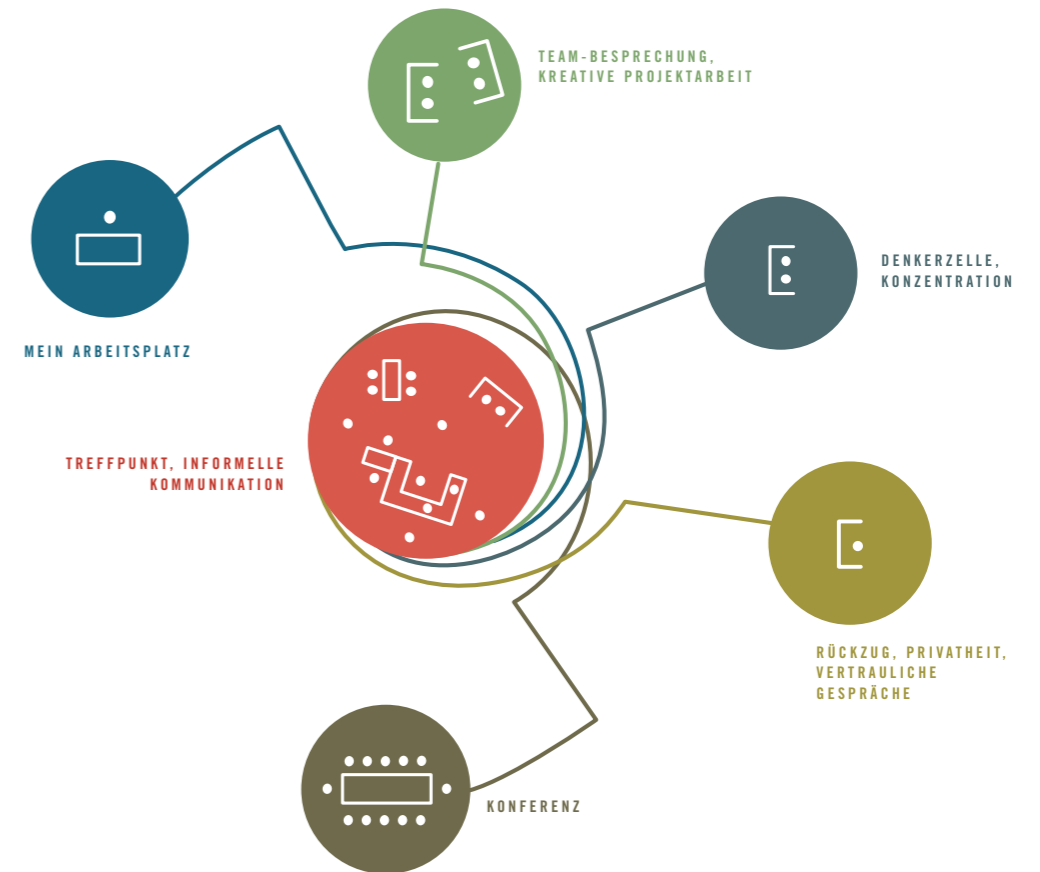 TEAM-BESPRECHUNG,
KREATIVE PROJEKTARBEIT
DENKERZELLE,
KONZENTRATION
MEIN ARBEITSPLATZ
TREFFPUNKT, INFORMELLE
KOMMUNIKATION
RÜCKZUG, PRIVATHEIT,
VERTRAULICHE
GESPRÄCHE
KONFERENZ